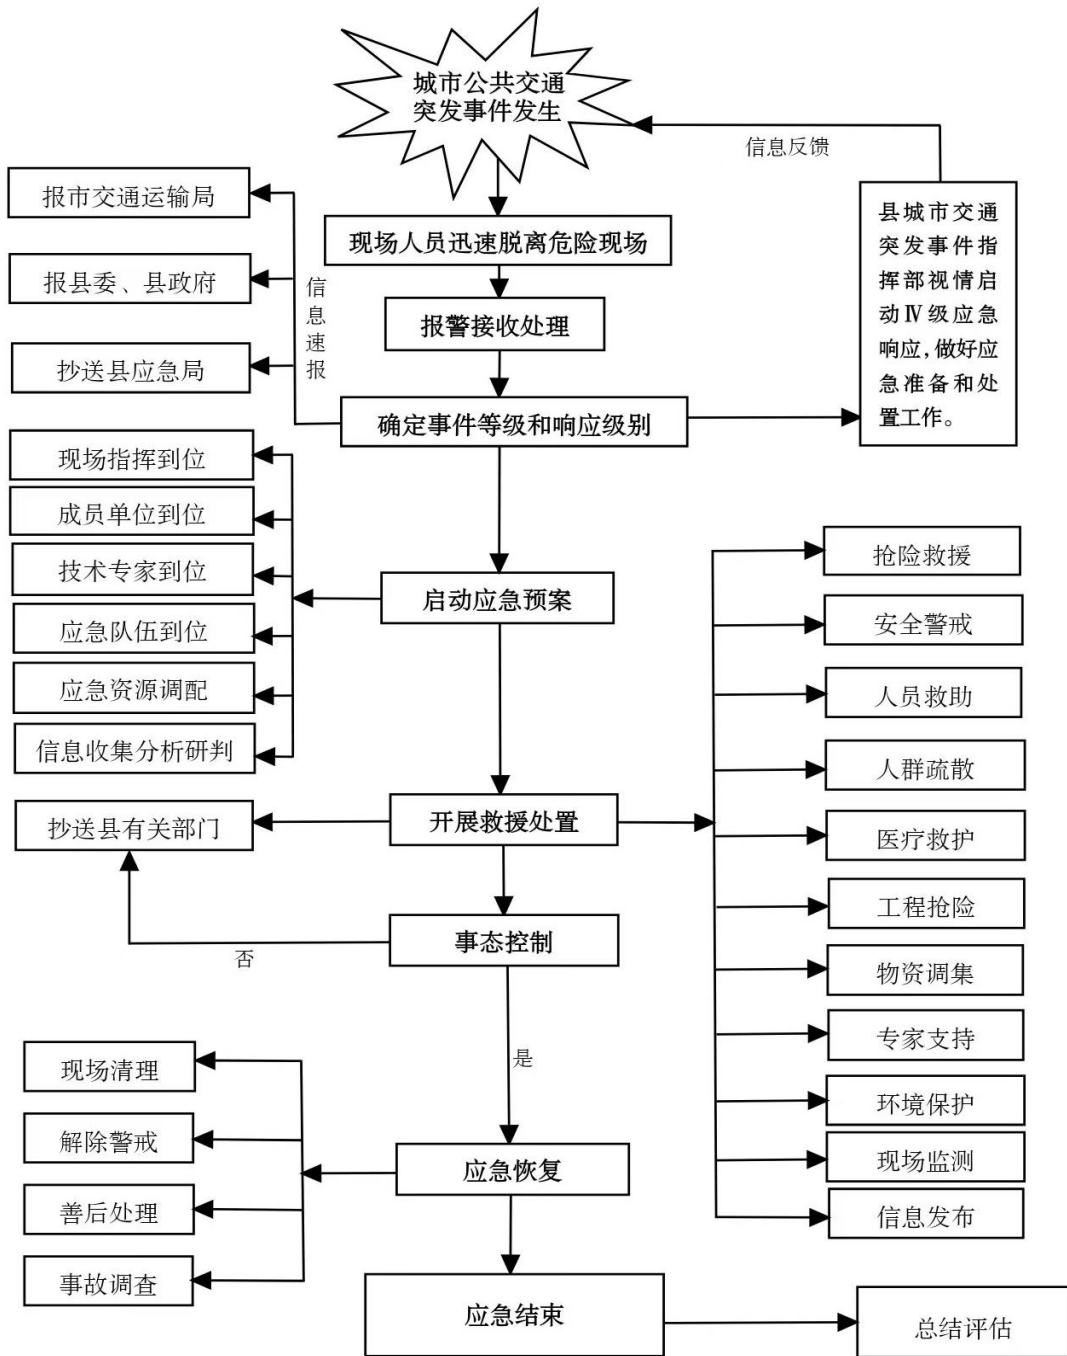 城市公共交通
突发事件发生
信息反馈
报市交通运输局
报县委、县政府
抄送县应急局
信
息
速
报
现场人员迅速脱离危险现场
报警接收处理
确定事件等级和响应级别
县城市交通
突发事件指
挥部视情启
动Ⅳ级应急
响应，做好应
急准备和处
置工作。
现场指挥到位
成员单位到位
技术专家到位
应急队伍到位
应急资源调配
信息收集分析研判
启动应急预案
抄送县有关部门
开展救援处置
抢险救援
安全警戒
人员救助
人群疏散
医疗救护
工程抢险
物资调集
专家支持
环境保护
现场监测
信息发布
事态控制
否
是
现场清理
解除警戒
善后处理
事故调查
应急恢复
应急结束
总结评估